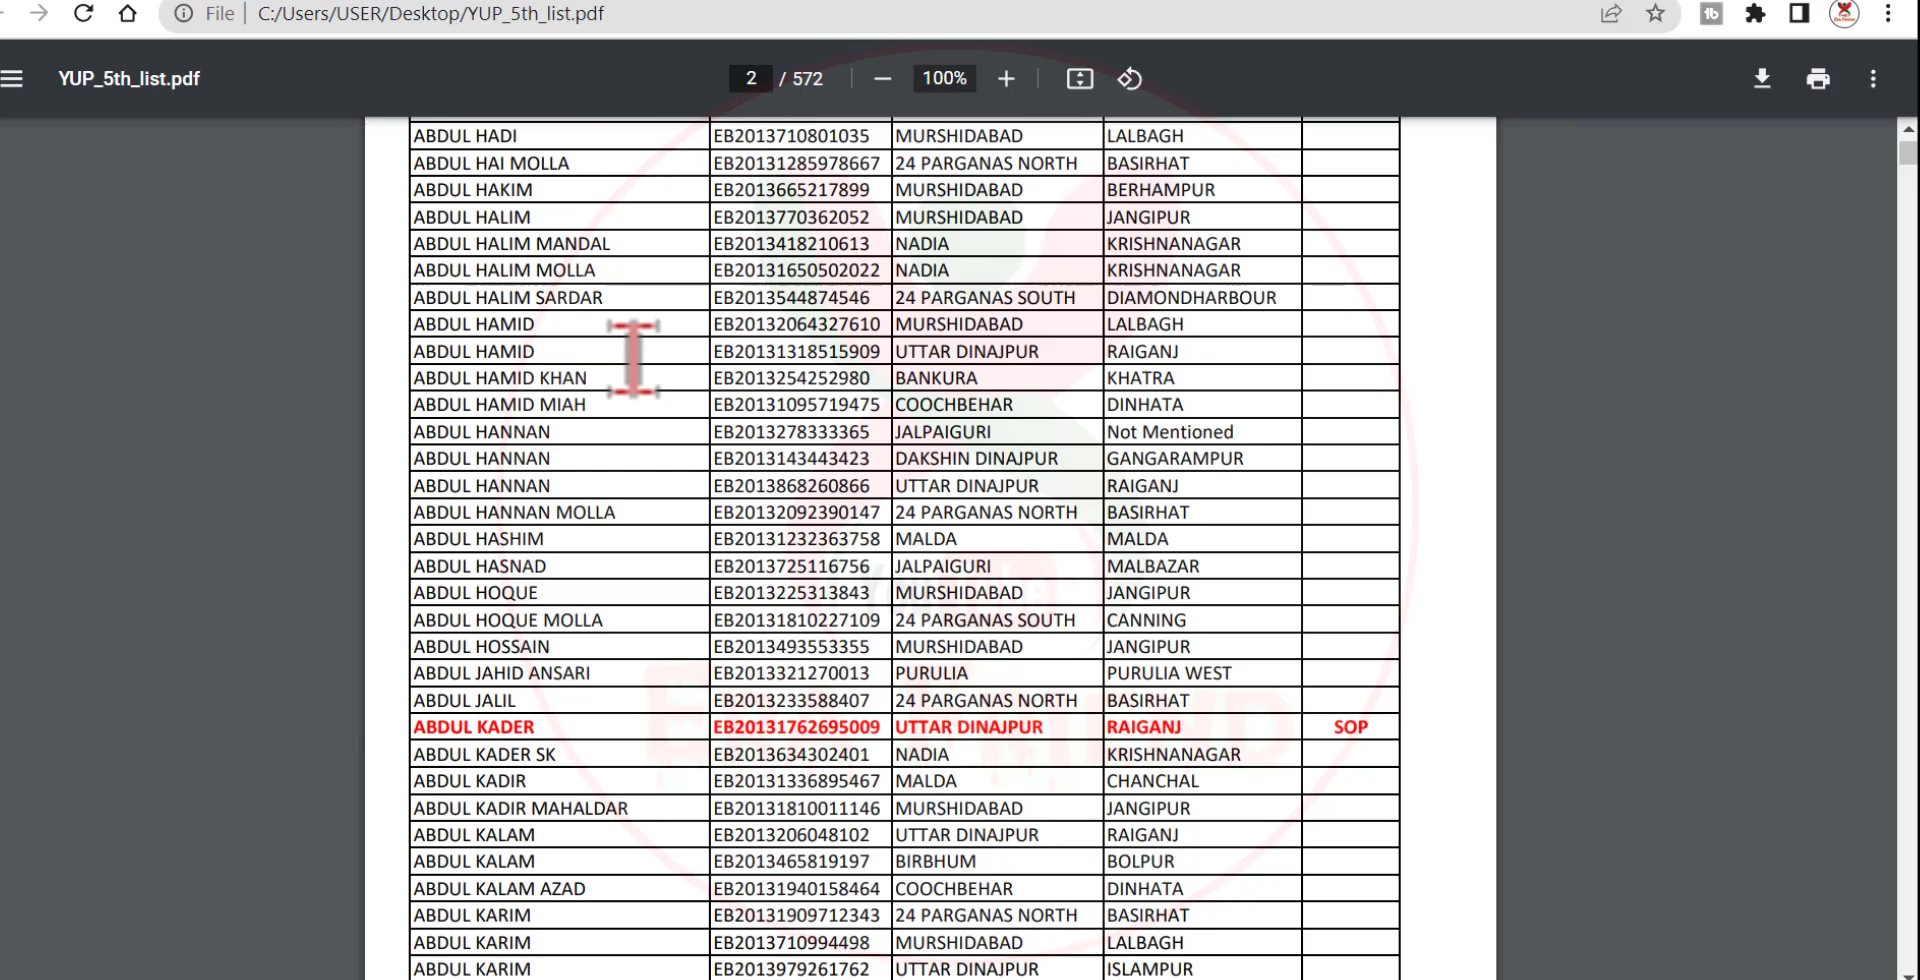 File C:/Users/USER/Desktop/YUP_5th_list.pdf
YUP_5th_list.pdf 2 / 572 100%
ABDUL HADI EB2013710801035 MURSHIDABAD LALBAGH
ABDUL HAI MOLLA EB20131285978667 24 PARGANAS NORTH BASIRHAT
ABDUL HAKIM EB2013665217899 MURSHIDABAD BERHAMPUR
ABDUL HALIM EB2013770362052 MURSHIDABAD JANGIPUR
ABDUL HALIM MANDAL EB2013418210613 NADIA KRISHNANAGAR
ABDUL HALIM MOLLA EB20131650502022 NADIA KRISHNANAGAR
ABDUL HALIM SARDAR EB2013544874546 24 PARGANAS SOUTH DIAMONDHARBOUR
ABDUL HAMID EB20132064327610 MURSHIDABAD LALBAGH
ABDUL HAMID EB20131318515909 UTTAR DINAJPUR RAIGANJ
ABDUL HAMID KHAN EB2013254252980 BANKURA KHATRA
ABDUL HAMID MIAH EB20131095719475 COOCHBEHAR DINHATA
ABDUL HANNAN EB2013278333365 JALPAIGURI Not Mentioned
ABDUL HANNAN EB2013143443423 DAKSHIN DINAJPUR GANGARAMPUR
ABDUL HANNAN EB2013868260866 UTTAR DINAJPUR RAIGANJ
ABDUL HANNAN MOLLA EB20132092390147 24 PARGANAS NORTH BASIRHAT
ABDUL HASHIM EB20131232363758 MALDA MALDA
ABDUL HASNAD EB2013725116756 JALPAIGURI MALBAZAR
ABDUL HOQUE EB2013225313843 MURSHIDABAD JANGIPUR
ABDUL HOQUE MOLLA EB20131810227109 24 PARGANAS SOUTH CANNING
ABDUL HOSSAIN EB2013493553355 MURSHIDABAD JANGIPUR
ABDUL JAHID ANSARI EB2013321270013 PURULIA PURULIA WEST
ABDUL JALIL EB2013233588407 24 PARGANAS NORTH BASIRHAT
ABDUL KADER EB20131762695009 UTTAR DINAJPUR RAIGANJ SOP
ABDUL KADER SK EB2013634302401 NADIA KRISHNANAGAR
ABDUL KADIR EB20131336895467 MALDA CHANCHAL
ABDUL KADIR MAHALDAR EB20131810011146 MURSHIDABAD JANGIPUR
ABDUL KALAM EB2013206048102 UTTAR DINAJPUR RAIGANJ
ABDUL KALAM EB2013465819197 BIRBHUM BOLPUR
ABDUL KALAM AZAD EB20131940158464 COOCHBEHAR DINHATA
ABDUL KARIM EB20131909712343 24 PARGANAS NORTH BASIRHAT
ABDUL KARIM EB2013710994498 MURSHIDABAD LALBAGH
ABDUL KARIM EB2013979261762 UTTAR DINAJPUR ISLAMPUR